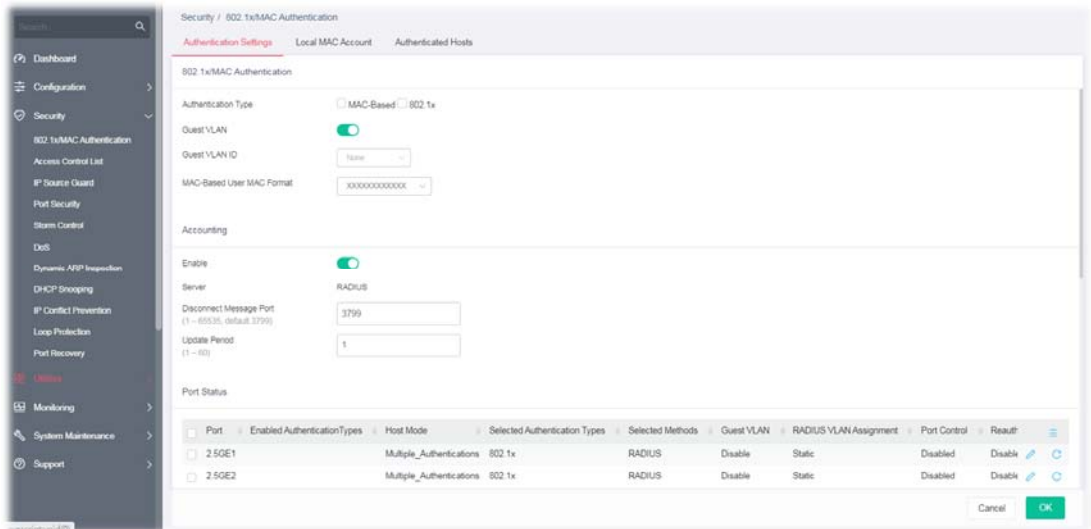 Search
Dashboard
Configuration
Security
802.1x/MAC Authentication
Access Control List
IP Source Guard
Port Security
Storm Control
DoS
Dynamic ARP Inspection
DHCP Snooping
IP Conflict Prevention
Loop Protection
Port Recovery
Utilities
Monitoring
System Maintenance
Support
Security / 802.1x/MAC Authentication
Authentication Settings Local MAC Account Authenticated Hosts
802.1x/MAC Authentication
Authentication Type MAC-Based 802.1x
Guest VLAN
Guest VLAN ID None
MAC-Based User MAC Format XXXXXXXXXXXX
Accounting
Enable
Server RADIUS
Disconnect Message Port 3799
(1 – 65535, default 3799)
Update Period 1
(1 – 60)
Port Status
Port Enabled AuthenticationTypes Host Mode Selected Authentication Types Selected Methods Guest VLAN RADIUS VLAN Assignment Port Control Reauth
2.5GE1 Multiple_Authentications 802.1x RADIUS Disable Static Disabled Disable
2.5GE2 Multiple_Authentications 802.1x RADIUS Disable Static Disabled Disable
Cancel OK